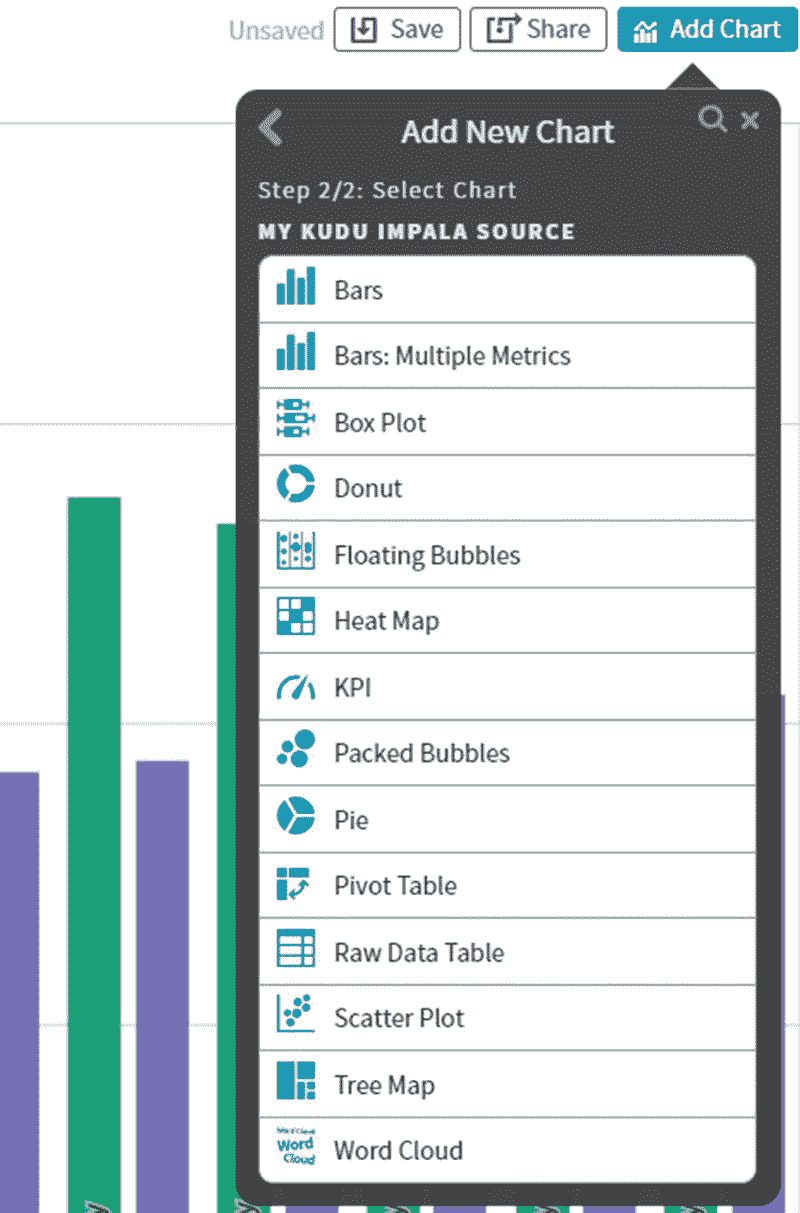 Unsaved Save Share Add Chart
Add New Chart
Step 2/2: Select Chart
MY KUDU IMPALA SOURCE
Bars
Bars: Multiple Metrics
Box Plot
Donut
Floating Bubbles
Heat Map
KPI
Packed Bubbles
Pie
Pivot Table
Raw Data Table
Scatter Plot
Tree Map
Word
Cloud
Word Cloud